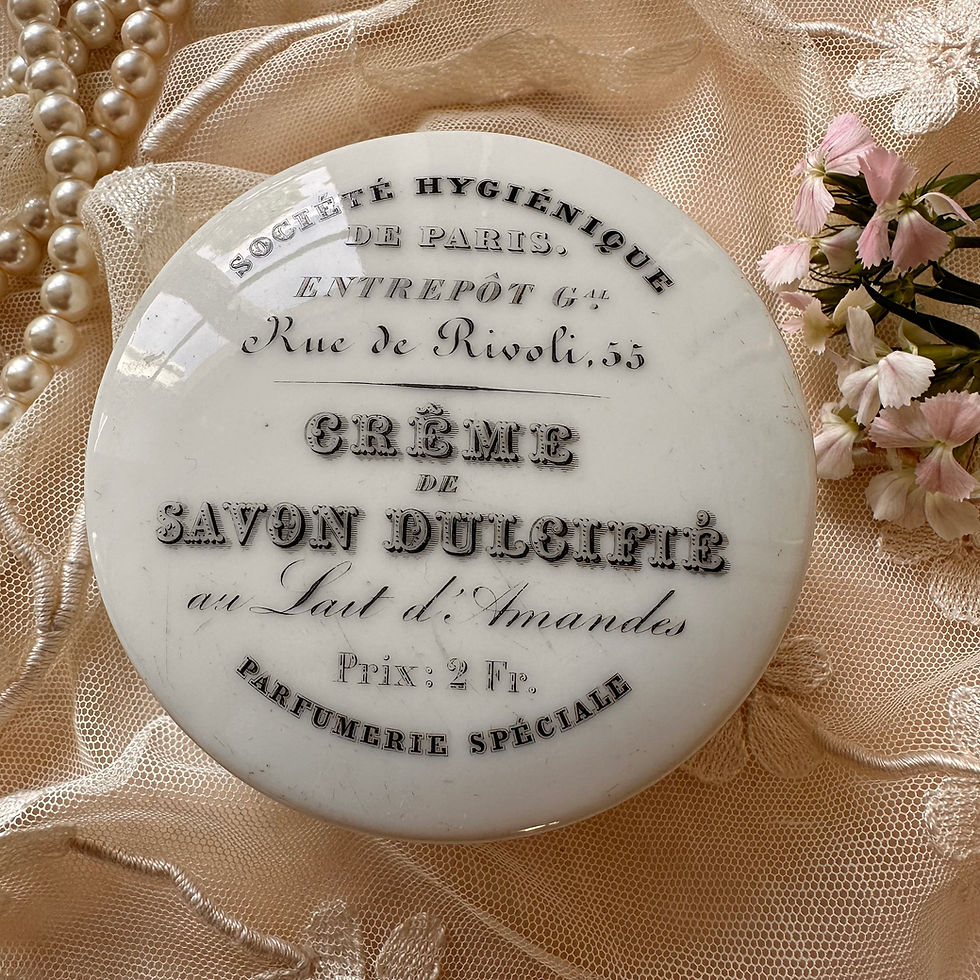 SOCIÉTÉ HYGIÉNIQUE
DE PARIS.
ENTREPÔT GAL
Rue de Rivoli, 55
CRÊME
DE
SAVON DULCIFIÉ
au Lait d'Amandes
Prix: 2 Fr.
PARFUMERIE SPÉCIALE